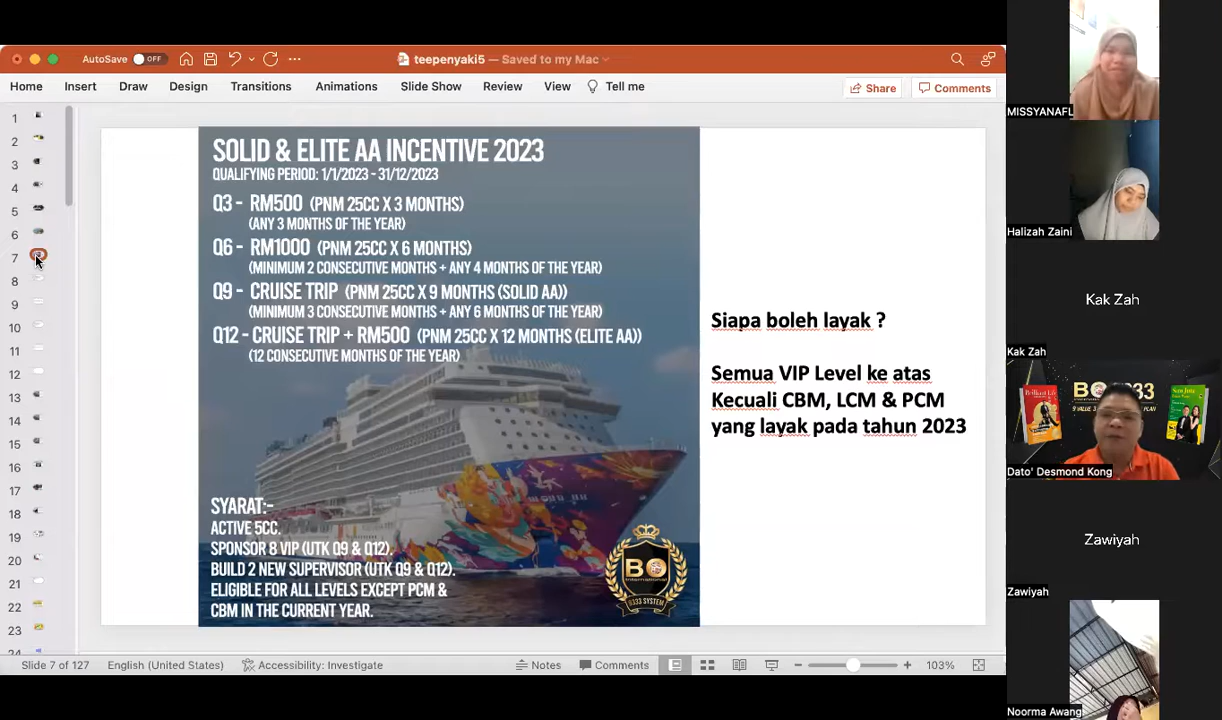 AutoSave OFF
teepenyaki5 — Saved to my Mac
Home Insert Draw Design Transitions Animations Slide Show Review View Tell me
Share Comments
1
2
3
4
5
6
7
8
9
10
11
12
13
14
15
16
17
18
19
20
21
22
23
24
SOLID & ELITE AA INCENTIVE 2023
QUALIFYING PERIOD: 1/1/2023 - 31/12/2023
Q3 - RM500 (PNM 25CC X 3 MONTHS)
(ANY 3 MONTHS OF THE YEAR)
Q6 - RM1000 (PNM 25CC X 6 MONTHS)
(MINIMUM 2 CONSECUTIVE MONTHS + ANY 4 MONTHS OF THE YEAR)
Q9 - CRUISE TRIP (PNM 25CC X 9 MONTHS (SOLID AA))
(MINIMUM 3 CONSECUTIVE MONTHS + ANY 6 MONTHS OF THE YEAR)
Q12 - CRUISE TRIP + RM500 (PNM 25CC X 12 MONTHS (ELITE AA))
(12 CONSECUTIVE MONTHS OF THE YEAR)
SYARAT:-
ACTIVE 5CC.
SPONSOR 8 VIP (UTK Q9 & Q12).
BUILD 2 NEW SUPERVISOR (UTK Q9 & Q12).
ELIGIBLE FOR ALL LEVELS EXCEPT PCM &
CBM IN THE CURRENT YEAR.
BO
International
8333 SYSTEM
Siapa boleh layak ?
Semua VIP Level ke atas
Kecuali CBM, LCM & PCM
yang layak pada tahun 2023
Slide 7 of 127 English (United States) Accessibility: Investigate Notes Comments 103%
MISSYANAFL
Halizah Zaini
Kak Zah
Kak Zah
Dato' Desmond Kong
Zawiyah
Zawiyah
Noorma Awang